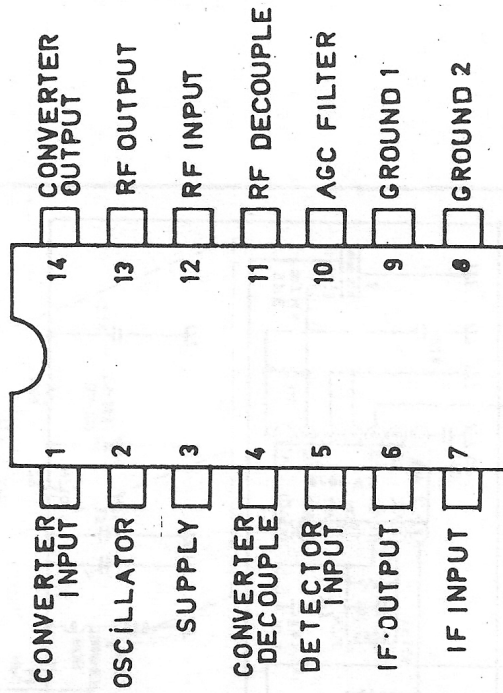 CONVERTER
INPUT
1
OSCILLATOR
2
SUPPLY
3
CONVERTER
DECOUPLE
4
DETECTOR
INPUT
5
IF·OUTPUT
6
IF INPUT
7
14
CONVERTER
OUTPUT
13
RF OUTPUT
12
RF INPUT
11
RF DECOUPLE
10
AGC FILTER
9
GROUND 1
8
GROUND 2